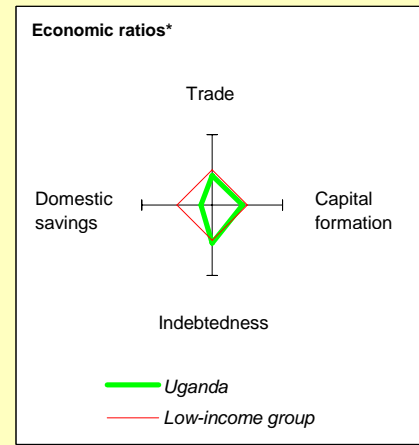 Economic ratios*
Trade
Domestic
savings
Capital
formation
Indebtedness
Uganda
Low-income group